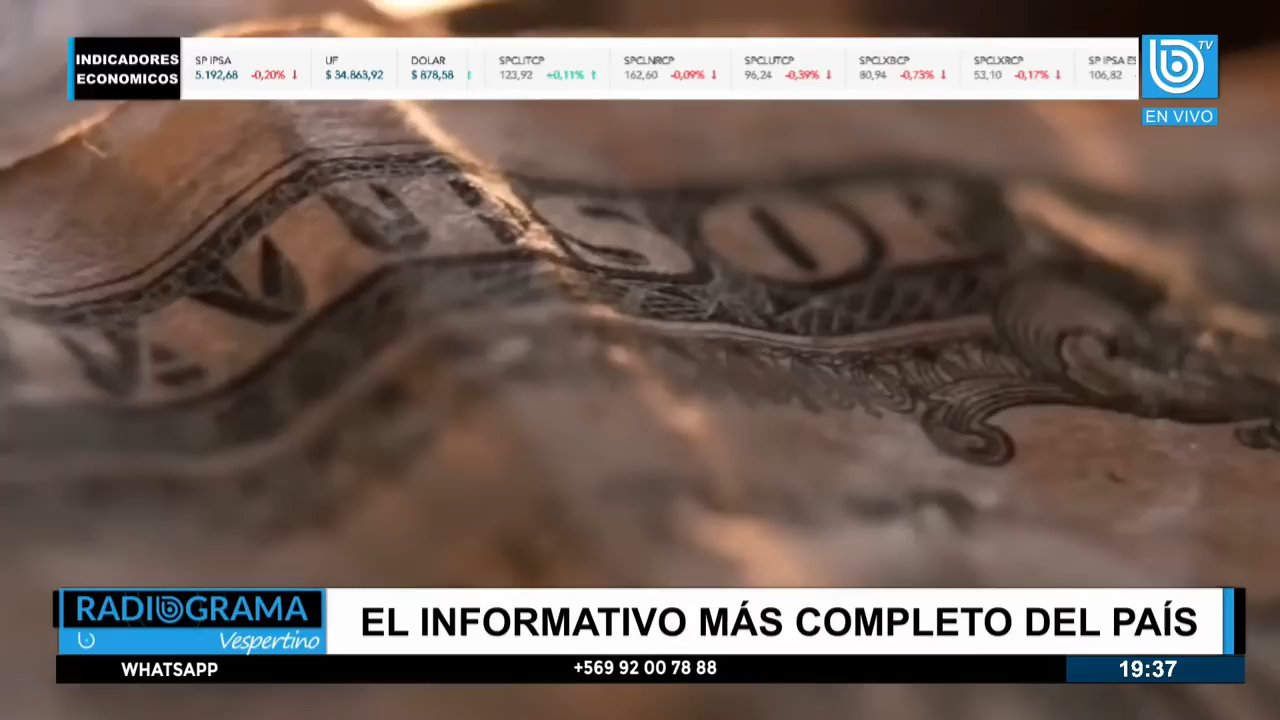 INDICADORES
ECONOMICOS
SP IPSA
5.192,68 -0,20% ↓
UF
$ 34.863,92
DOLAR
$ 878,58
SPCLITCP
123,92 +0,11% ↑
SPCLNRCP
162,60 -0,09% ↓
SPCLUTCP
96,24 -0,39% ↓
SPCLXBCP
80,94 -0,73% ↓
SPCLXRCP
53,10 -0,17% ↓
SP IPSA ES
106,82
b TV
EN VIVO
RADIOGRAMA
Vespertino
EL INFORMATIVO MÁS COMPLETO DEL PAÍS
WHATSAPP
+569 92 00 78 88
19:37